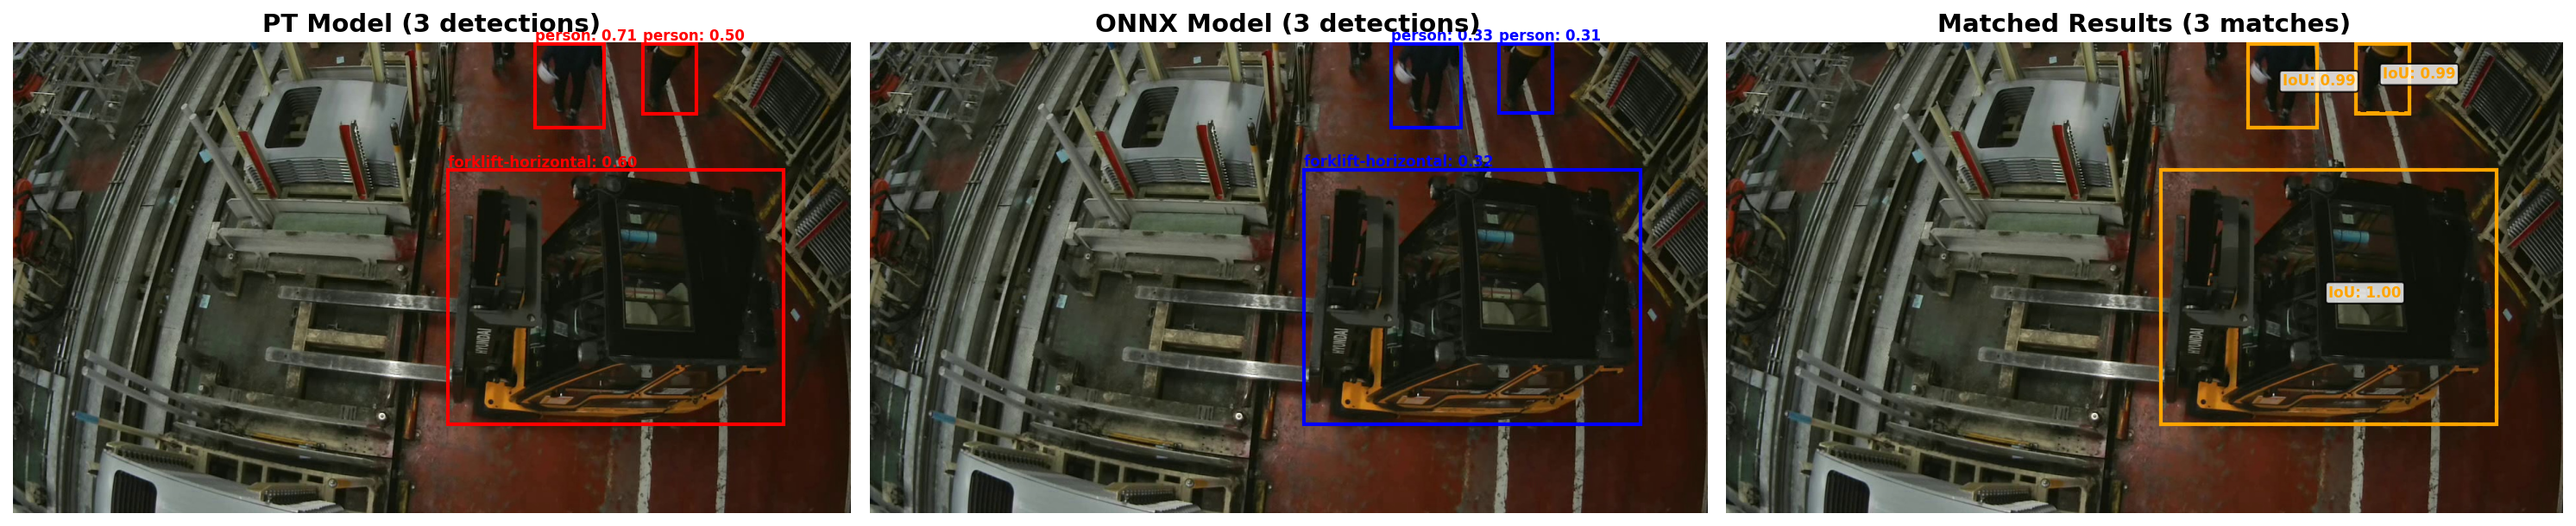 PT Model (3 detections)
person: 0.71
person: 0.50
forklift-horizontal: 0.60
HYUNDAI
ONNX Model (3 detections)
person: 0.33
person: 0.31
forklift-horizontal: 0.32
HYUNDAI
Matched Results (3 matches)
IoU: 0.99
IoU: 0.99
IoU: 1.00
HYUNDAI